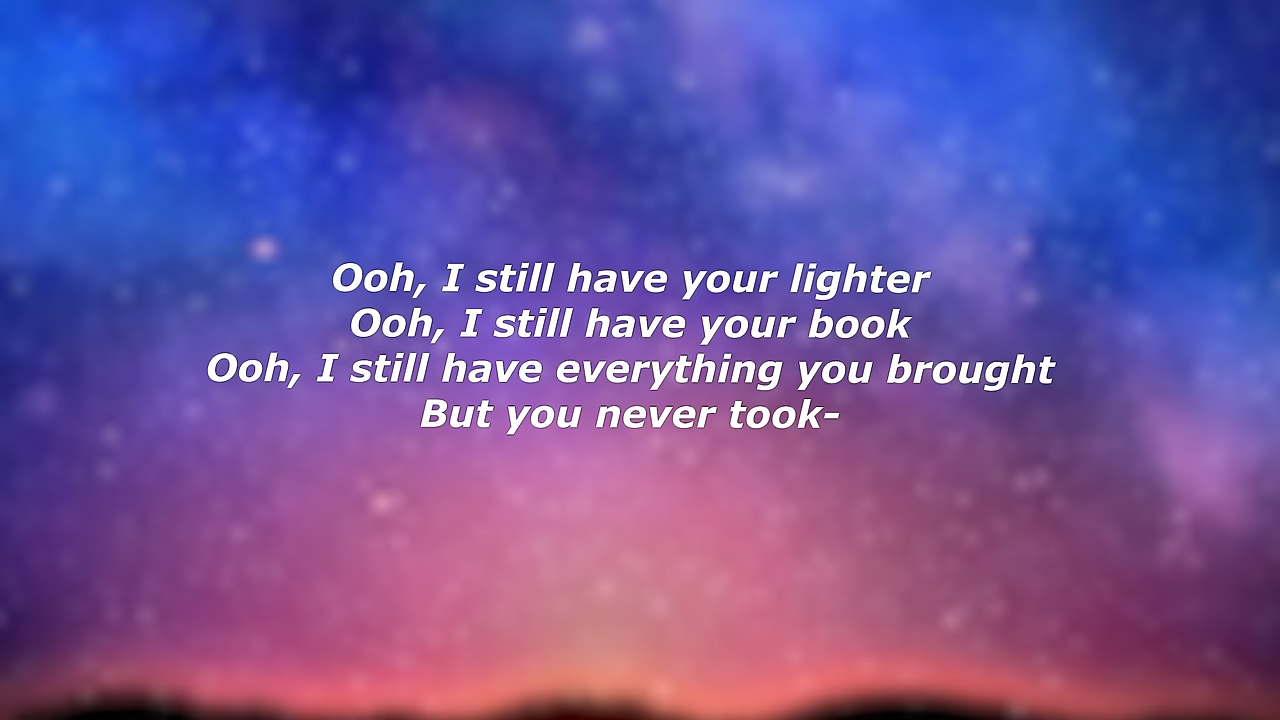 Ooh, I still have your lighter
Ooh, I still have your book
Ooh, I still have everything you brought
But you never took-